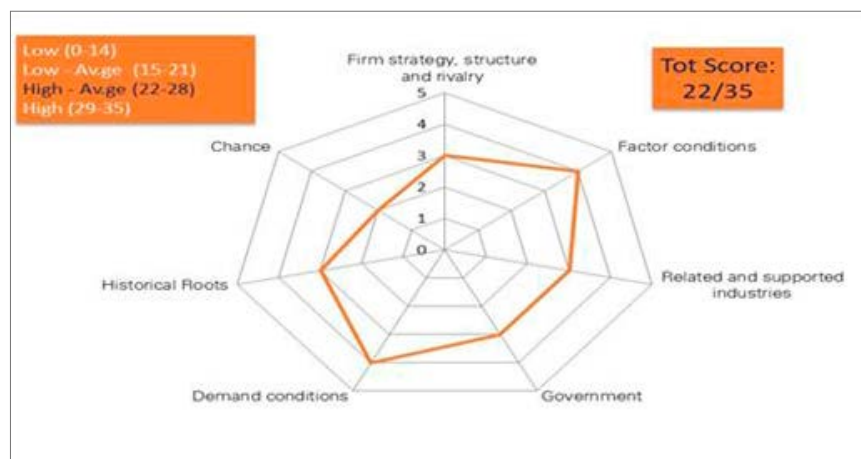 Low (0-14)
Low - Av.ge (15-21)
High - Av.ge (22-28)
High (29-35)
Tot Score:
22/35
Firm strategy, structure
and rivalry
5
4
3
2
1
0
Factor conditions
Related and supported
industries
Government
Demand conditions
Historical Roots
Chance